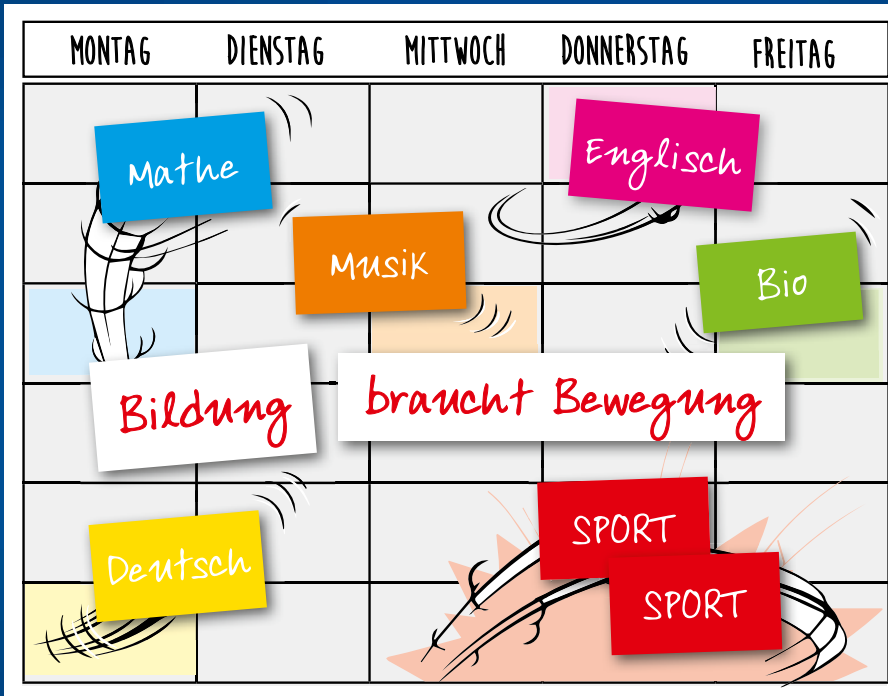 MONTAG DIENSTAG MITTWOCH DONNERSTAG FREITAG
Mathe
Englisch
Musik
Bio
Bildung
braucht Bewegung
Deutsch
SPORT
SPORT